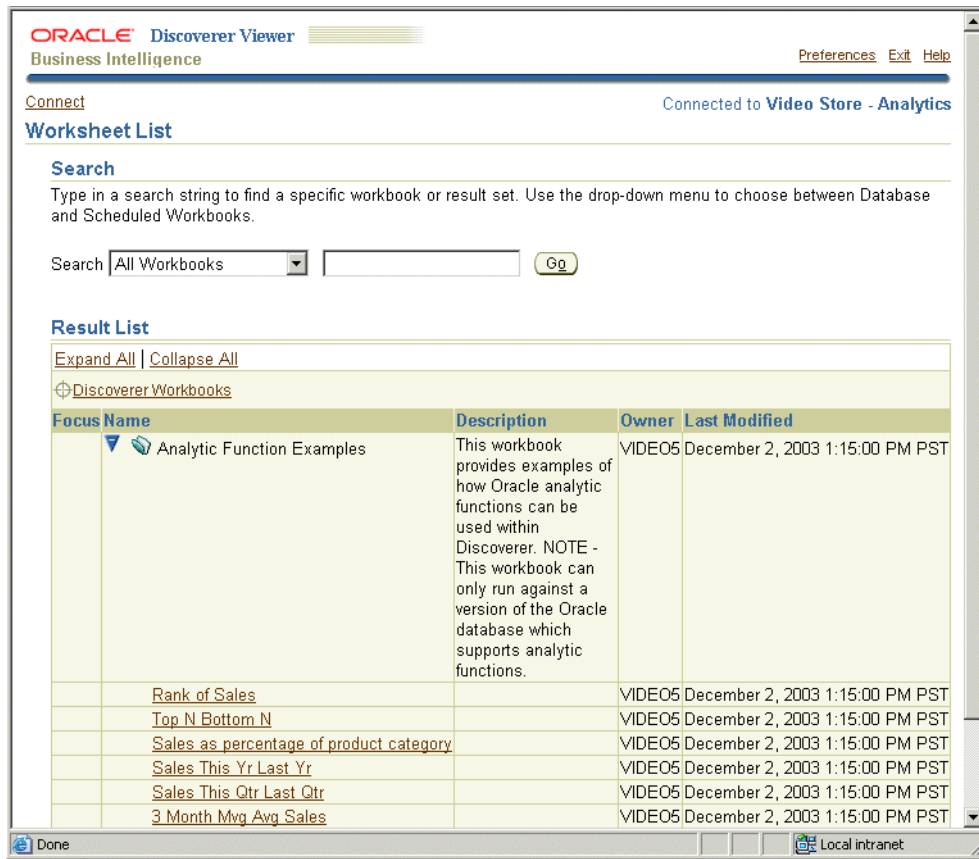 ORACLE Discoverer Viewer
Business Intelligence
Preferences Exit Help
Connect
Connected to Video Store - Analytics
Worksheet List
Search
Type in a search string to find a specific workbook or result set. Use the drop-down menu to choose between Database
and Scheduled Workbooks.
Search All Workbooks Go
Result List
Expand All | Collapse All
Discoverer Workbooks
Focus Name Description Owner Last Modified
Analytic Function Examples This workbook VIDEO5 December 2, 2003 1:15:00 PM PST
provides examples of
how Oracle analytic
functions can be
used within
Discoverer. NOTE -
This workbook can
only run against a
version of the Oracle
database which
supports analytic
functions.
Rank of Sales VIDEO5 December 2, 2003 1:15:00 PM PST
Top N Bottom N VIDEO5 December 2, 2003 1:15:00 PM PST
Sales as percentage of product category VIDEO5 December 2, 2003 1:15:00 PM PST
Sales This Yr Last Yr VIDEO5 December 2, 2003 1:15:00 PM PST
Sales This Qtr Last Qtr VIDEO5 December 2, 2003 1:15:00 PM PST
3 Month Mvg Avg Sales VIDEO5 December 2, 2003 1:15:00 PM PST
Done Local intranet